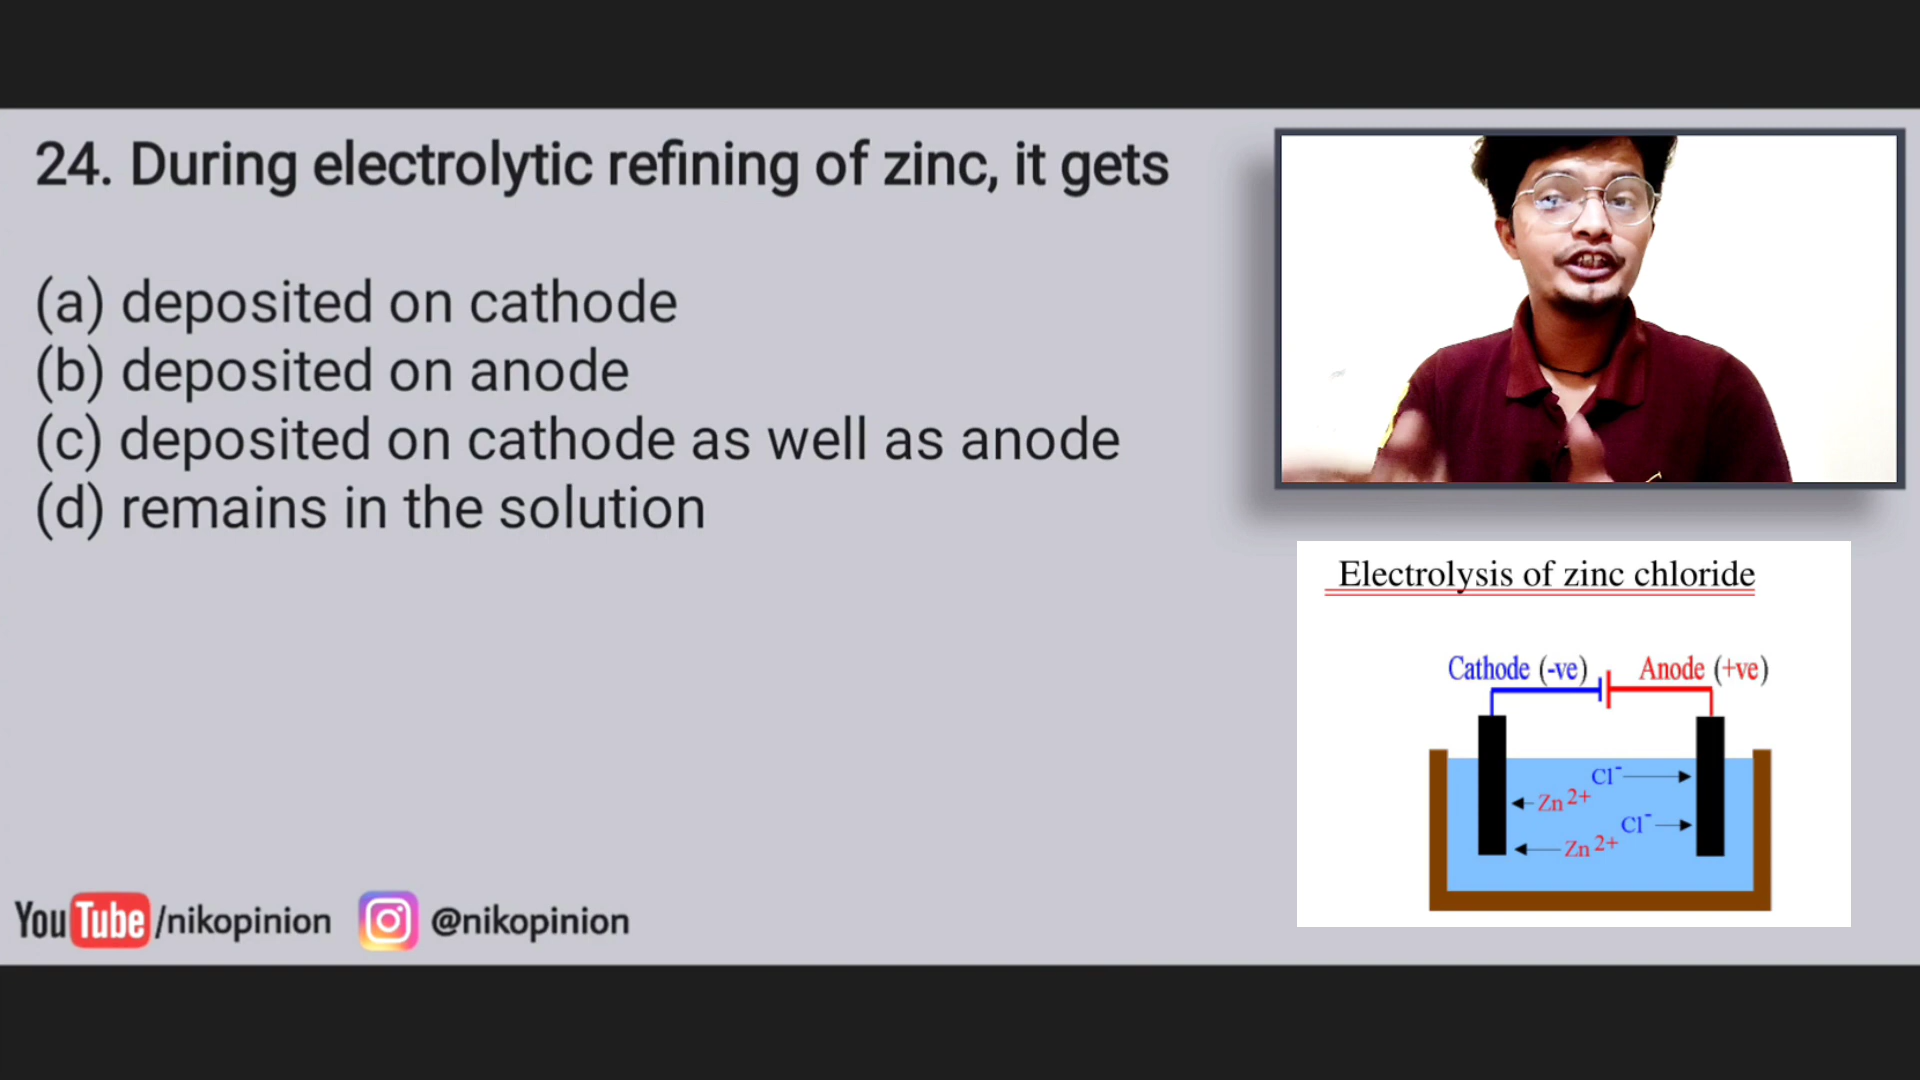 24. During electrolytic refining of zinc, it gets
(a) deposited on cathode
(b) deposited on anode
(c) deposited on cathode as well as anode
(d) remains in the solution
Electrolysis of zinc chloride
Cathode (-ve) Anode (+ve)
Cl⁻
Zn²⁺
Cl⁻
Zn²⁺
YouTube/nikopinion @nikopinion